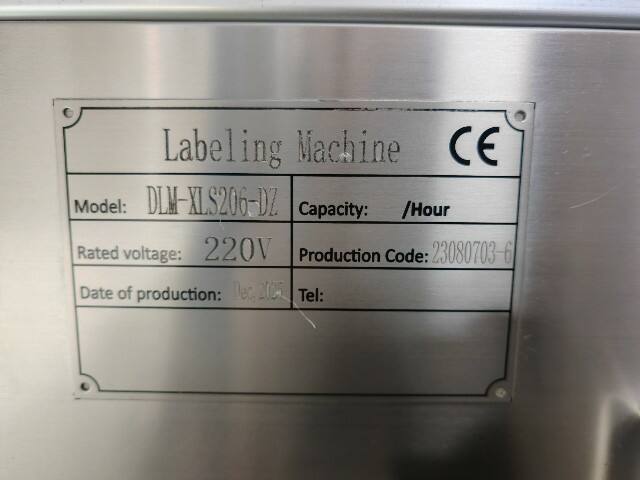 Labeling Machine CE
Model: DLM-XLS206-DZ Capacity: /Hour
Rated voltage: 220V Production Code: 23080703-6
Date of production: Dec, Tel: